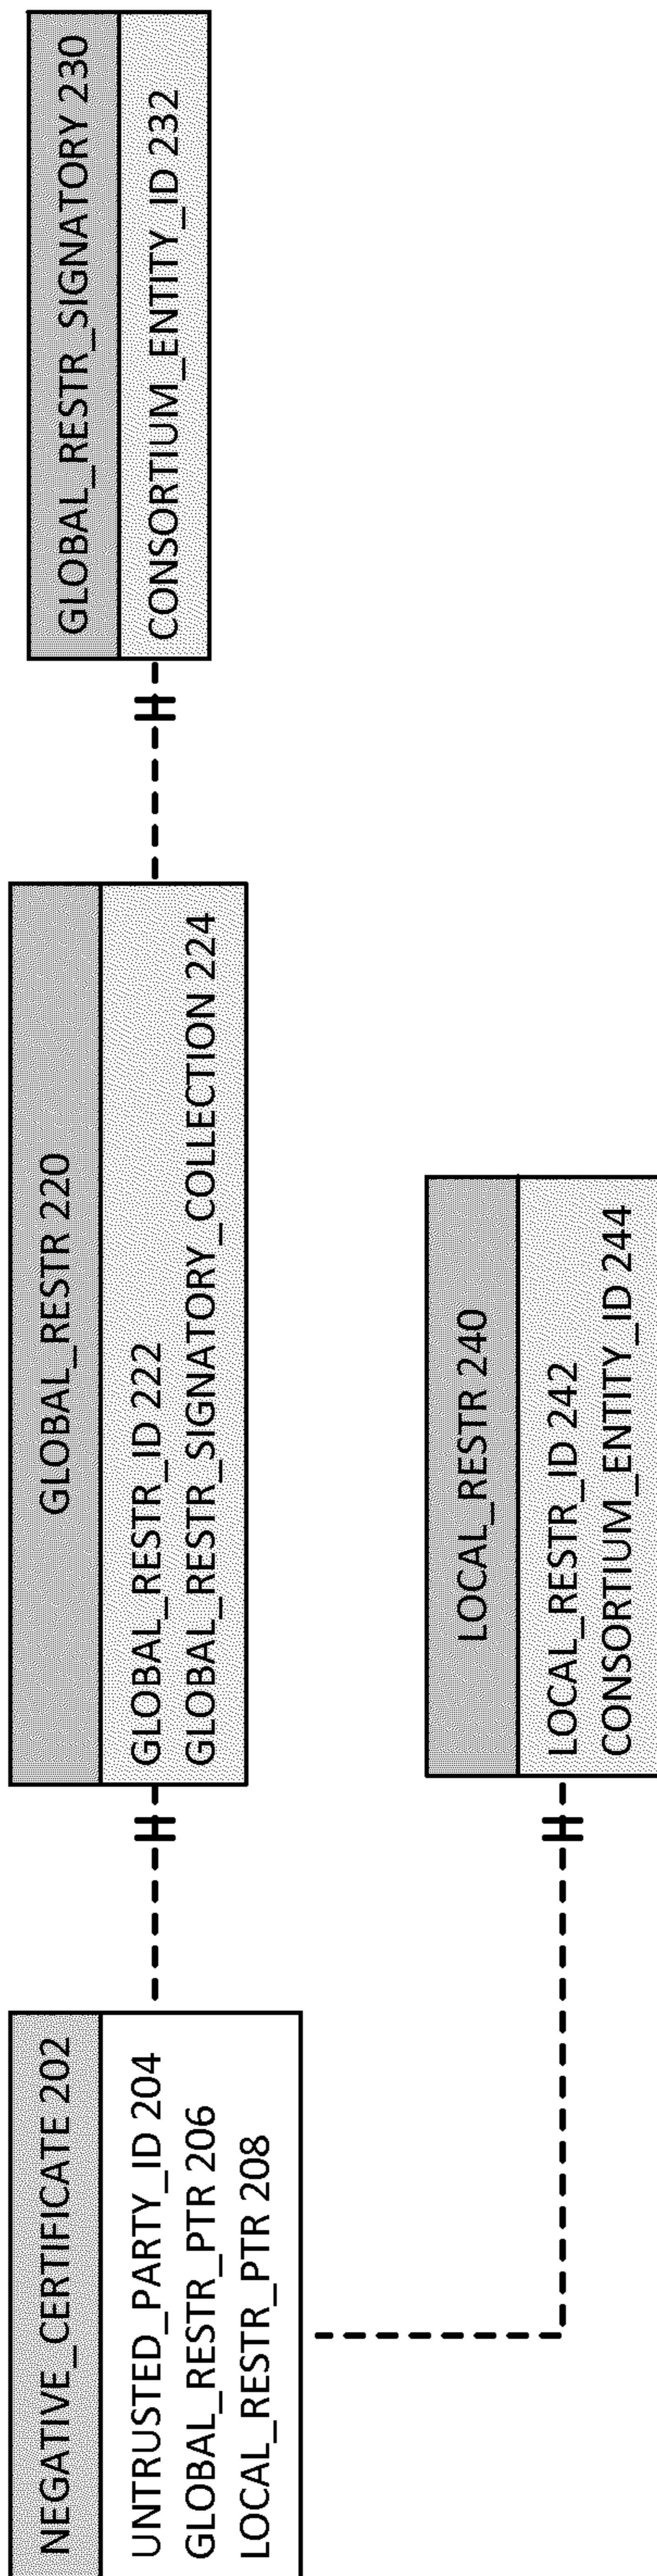 NEGATIVE_CERTIFICATE 202
UNTRUSTED_PARTY_ID 204
GLOBAL_RESTR_PTR 206
LOCAL_RESTR_PTR 208
GLOBAL_RESTR 220
GLOBAL_RESTR_ID 222
GLOBAL_RESTR_SIGNATORY_COLLECTION 224
GLOBAL_RESTR_SIGNATORY 230
CONSORTIUM_ENTITY_ID 232
LOCAL_RESTR 240
LOCAL_RESTR_ID 242
CONSORTIUM_ENTITY_ID 244